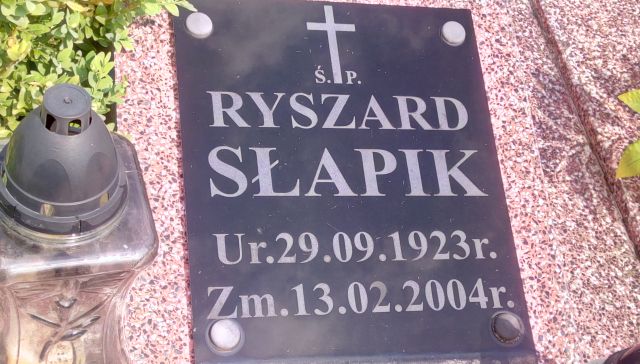 Ś.P.
RYSZARD
SŁAPIK
Ur.29.09.1923r.
Zm.13.02.2004r.